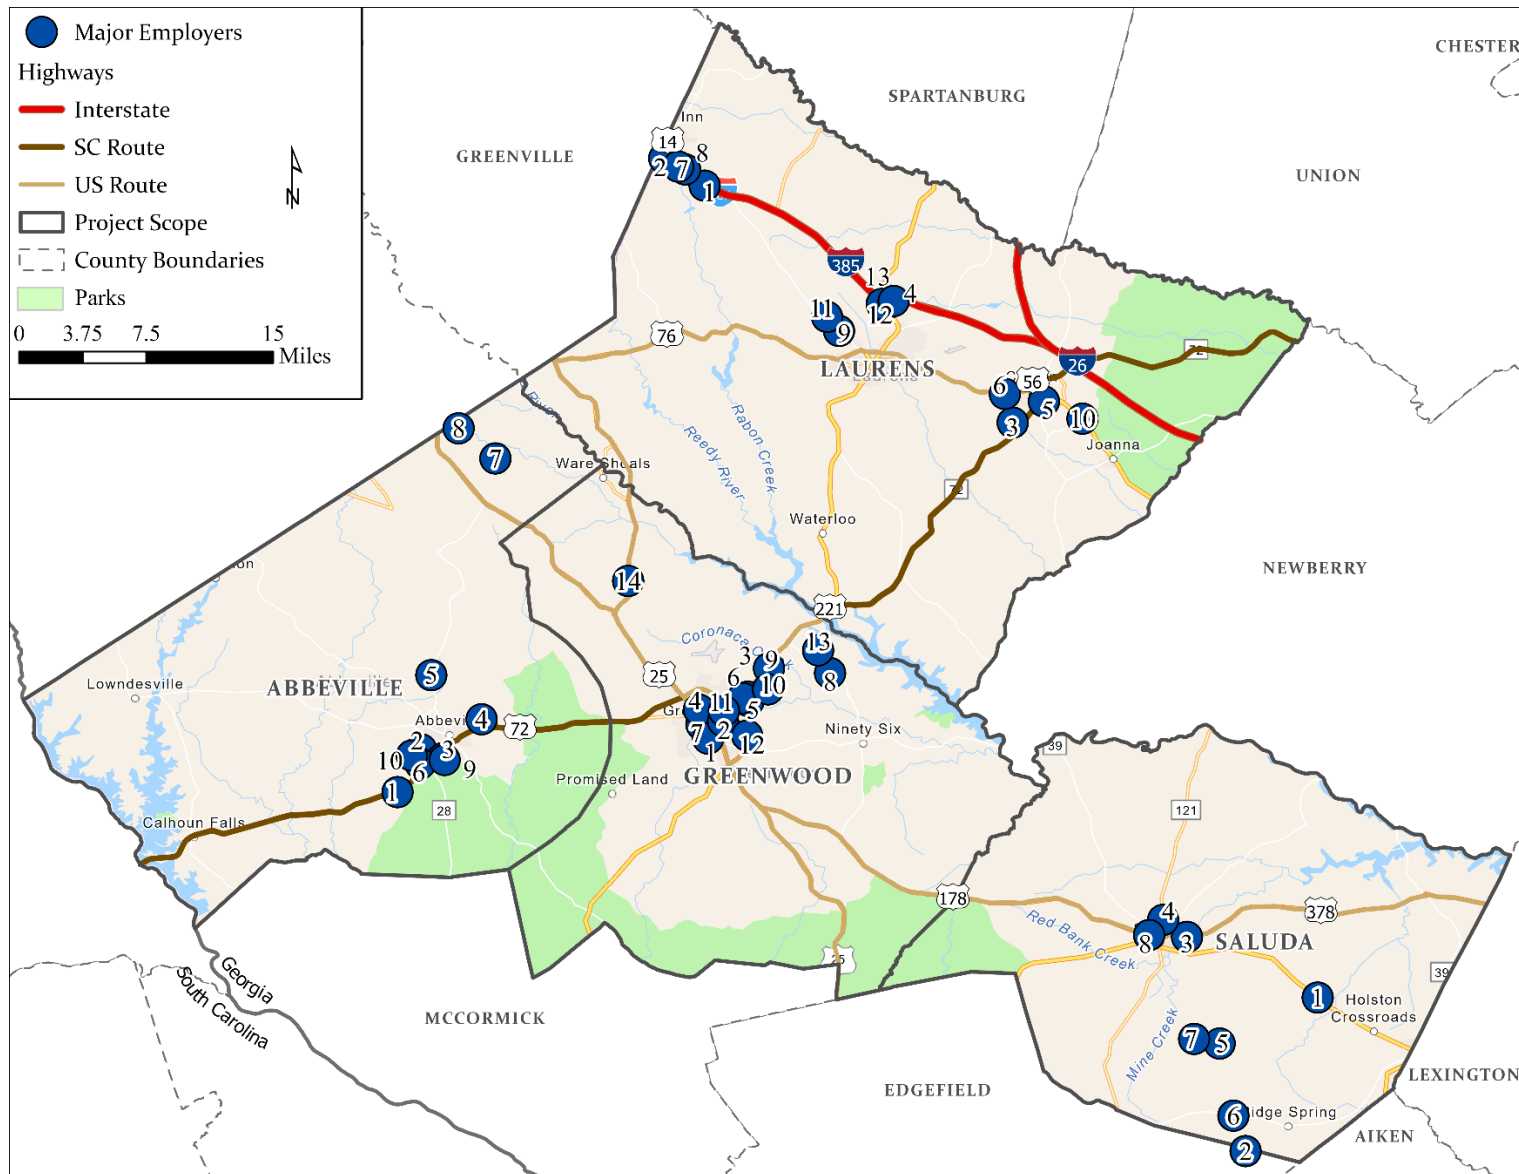 Major Employers
Highways
Interstate
SC Route
US Route
Project Scope
County Boundaries
Parks
0 3.75 7.5 15
Miles
N
CHESTER
SPARTANBURG
Inn
14
GREENVILLE
2 7 8
1
UNION
385
13
4
12
11
9
76
LAURENS
26
72
6
56
5
3
10
Joanna
8
7
Ware Shoals
Rabon Creek
Reedy River
River
72
Waterloo
NEWBERRY
14
221
Coronaca Creek
13
8
3
9
6
10
5
25
4
11
7
2
1
12
Ninety Six
GREENWOOD
Promised Land
Lowndesville
ABBEVILLE
5
4
72
2
3
10
6
9
1
28
Calhoun Falls
39
121
178
Red Bank Creek
378
4
8
3
SALUDA
25
39
1
Holston
Crossroads
Georgia
South Carolina
MCCORMICK
Mine Creek
7
5
EDGEFIELD
LEXINGTON
6
idge Spring
AIKEN
2